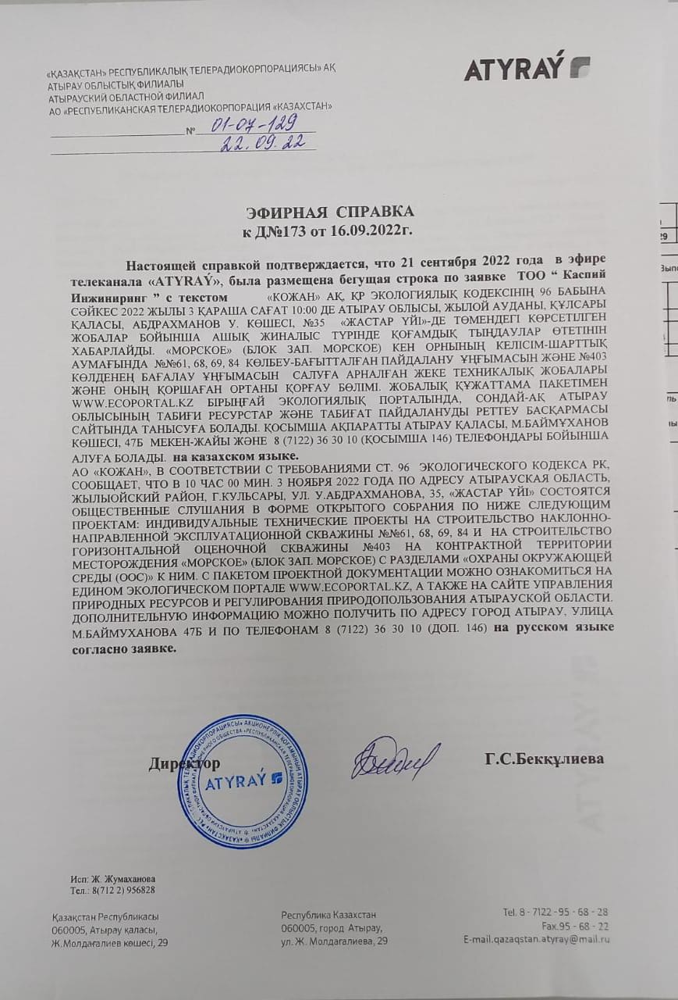 «ҚАЗАҚСТАН» РЕСПУБЛИКАЛЫҚ ТЕЛЕРАДИОКОРПОРАЦИЯСЫ» АҚ
АТЫРАУ ОБЛЫСТЫҚ ФИЛИАЛЫ
АТЫРАУСКИЙ ОБЛАСТНОЙ ФИЛИАЛ
АО «РЕСПУБЛИКАНСКАЯ ТЕЛЕРАДИОКОРПОРАЦИЯ «КАЗАХСТАН»
ATYRAÝ
№ 01-07-129
22.09.22
ЭФИРНАЯ СПРАВКА
к Д№173 от 16.09.2022г.
Настоящей справкой подтверждается, что 21 сентября 2022 года в эфире
телеканала «ATYRAÝ», была размещена бегущая строка по заявке ТОО “ Каспий
Инжиниринг ” с текстом «КОЖАН» АҚ, ҚР ЭКОЛОГИЯЛЫҚ КОДЕКСІНІҢ 96 БАБЫНА
СӘЙКЕС 2022 ЖЫЛЫ 3 ҚАРАША САҒАТ 10:00 ДЕ АТЫРАУ ОБЛЫСЫ, ЖЫЛОЙ АУДАНЫ, ҚҰЛСАРЫ
ҚАЛАСЫ, АБДРАХМАНОВ У. КӨШЕСІ, №35 «ЖАСТАР ҮЙІ»-ДЕ ТӨМЕНДЕГІ КӨРСЕТІЛГЕН
ЖОБАЛАР БОЙЫНША АШЫҚ ЖИНАЛЫС ТҮРІНДЕ ҚОҒАМДЫҚ ТЫҢДАУЛАР ӨТЕТІНІН
ХАБАРЛАЙДЫ. «МОРСКОЕ» (БЛОК ЗАП. МОРСКОЕ) КЕН ОРНЫНЫҢ КЕЛІСІМ-ШАРТТЫҚ
АУМАҒЫНДА №№61, 68, 69, 84 КӨЛБЕУ-БАҒЫТТАЛҒАН ПАЙДАЛАНУ ҰҢҒЫМАСЫН ЖӘНЕ №403
КӨЛДЕНЕҢ БАҒАЛАУ ҰҢҒЫМАСЫН САЛУҒА АРНАЛҒАН ЖЕКЕ ТЕХНИКАЛЫҚ ЖОБАЛАРЫ
ЖӘНЕ ОНЫҢ ҚОРШАҒАН ОРТАНЫ ҚОРҒАУ БӨЛІМІ. ЖОБАЛЫҚ ҚҰЖАТТАМА ПАКЕТІМЕН
WWW.ECOPORTAL.KZ БІРЫҢҒАЙ ЭКОЛОГИЯЛЫҚ ПОРТАЛЫНДА, СОНДАЙ-АҚ АТЫРАУ
ОБЛЫСЫНЫҢ ТАБИҒИ РЕСУРСТАР ЖӘНЕ ТАБИҒАТ ПАЙДАЛАНУДЫ РЕТТЕУ БАСҚАРМАСЫ
САЙТЫНДА ТАНЫСУҒА БОЛАДЫ. ҚОСЫМША АҚПАРАТТЫ АТЫРАУ ҚАЛАСЫ, М.БАЙМҰХАНОВ
КӨШЕСІ, 47Б МЕКЕН-ЖАЙЫ ЖӘНЕ 8 (7122) 36 30 10 (ҚОСЫМША 146) ТЕЛЕФОНДАРЫ БОЙЫНША
АЛУҒА БОЛАДЫ. на казахском языке.
АО «КОЖАН», В СООТВЕТСТВИИ С ТРЕБОВАНИЯМИ СТ. 96 ЭКОЛОГИЧЕСКОГО КОДЕКСА РК,
СООБЩАЕТ, ЧТО В 10 ЧАС 00 МИН. 3 НОЯБРЯ 2022 ГОДА ПО АДРЕСУ АТЫРАУСКАЯ ОБЛАСТЬ,
ЖЫЛЫОЙСКИЙ РАЙОН, Г.КУЛЬСАРЫ, УЛ. У.АБДРАХМАНОВА, 35, «ЖАСТАР ҮЙІ» СОСТОЯТСЯ
ОБЩЕСТВЕННЫЕ СЛУШАНИЯ В ФОРМЕ ОТКРЫТОГО СОБРАНИЯ ПО НИЖЕ СЛЕДУЮЩИМ
ПРОЕКТАМ: ИНДИВИДУАЛЬНЫЕ ТЕХНИЧЕСКИЕ ПРОЕКТЫ НА СТРОИТЕЛЬСТВО НАКЛОННО-
НАПРАВЛЕННОЙ ЭКСПЛУАТАЦИОННОЙ СКВАЖИНЫ №№61, 68, 69, 84 И НА СТРОИТЕЛЬСТВО
ГОРИЗОНТАЛЬНОЙ ОЦЕНОЧНОЙ СКВАЖИНЫ №403 НА КОНТРАКТНОЙ ТЕРРИТОРИИ
МЕСТОРОЖДЕНИЯ «МОРСКОЕ» (БЛОК ЗАП. МОРСКОЕ) С РАЗДЕЛАМИ «ОХРАНЫ ОКРУЖАЮЩЕЙ
СРЕДЫ (ООС)» К НИМ. С ПАКЕТОМ ПРОЕКТНОЙ ДОКУМЕНТАЦИИ МОЖНО ОЗНАКОМИТЬСЯ НА
ЕДИНОМ ЭКОЛОГИЧЕСКОМ ПОРТАЛЕ WWW.ECOPORTAL.KZ, А ТАКЖЕ НА САЙТЕ УПРАВЛЕНИЯ
ПРИРОДНЫХ РЕСУРСОВ И РЕГУЛИРОВАНИЯ ПРИРОДОПОЛЬЗОВАНИЯ АТЫРАУСКОЙ ОБЛАСТИ.
ДОПОЛНИТЕЛЬНУЮ ИНФОРМАЦИЮ МОЖНО ПОЛУЧИТЬ ПО АДРЕСУ ГОРОД АТЫРАУ, УЛИЦА
М.БАЙМУХАНОВА 47Б И ПО ТЕЛЕФОНАМ 8 (7122) 36 30 10 (ДОП. 146) на русском языке
согласно заявке.
Директор
ATYRAÝ
Г.С.Беққұлиева
Исп: Ж. Жумаханова
Тел.: 8(712 2) 956828
Қазақстан Республикасы
060005, Атырау қаласы,
Ж.Молдағалиев көшесі, 29
Республика Казахстан
060005, город Атырау,
ул. Ж. Молдагалиева, 29
Tel. 8 - 7122 - 95 - 68 - 28
Fax. 95 - 68 - 22
E-mail.qazaqstan.atyray@mail.ru